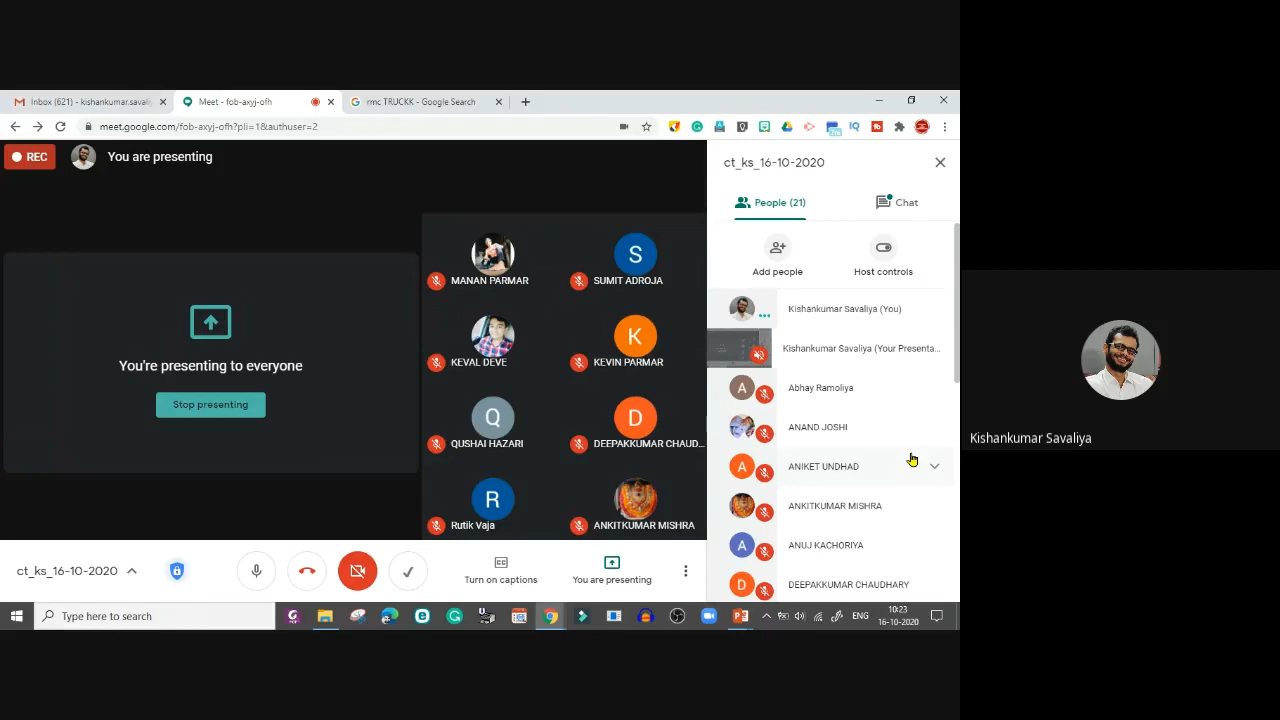 Inbox (621) - kishankumar.savaliy
Meet - fob-axyj-ofh
rmc TRUCKK - Google Search
meet.google.com/fob-axyj-ofh?pli=1&authuser=2
REC
You are presenting
ct_ks_16-10-2020
People (21)
Chat
Add people
Host controls
You're presenting to everyone
Stop presenting
MANAN PARMAR
S
SUMIT ADROJA
KEVAL DEVE
K
KEVIN PARMAR
Q
QUSHAI HAZARI
D
DEEPAKKUMAR CHAUD...
R
Rutik Vaja
ANKITKUMAR MISHRA
Kishankumar Savaliya (You)
Kishankumar Savaliya (Your Presenta...
A
Abhay Ramoliya
ANAND JOSHI
A
ANIKET UNDHAD
ANKITKUMAR MISHRA
A
ANUJ KACHORIYA
D
DEEPAKKUMAR CHAUDHARY
ct_ks_16-10-2020
Turn on captions
You are presenting
Type here to search
ENG
10:23
16-10-2020
Kishankumar Savaliya